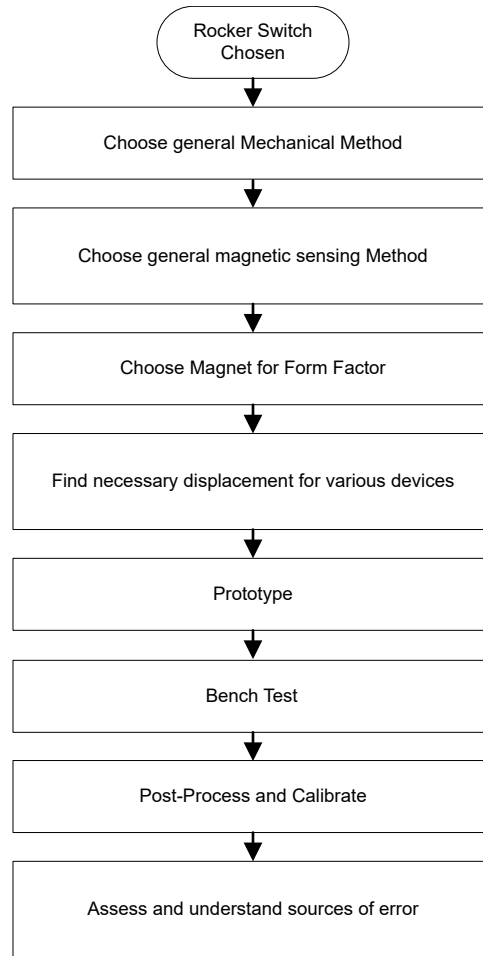 Rocker Switch
Chosen
Choose general Mechanical Method
Choose general magnetic sensing Method
Choose Magnet for Form Factor
Find necessary displacement for various devices
Prototype
Bench Test
Post-Process and Calibrate
Assess and understand sources of error